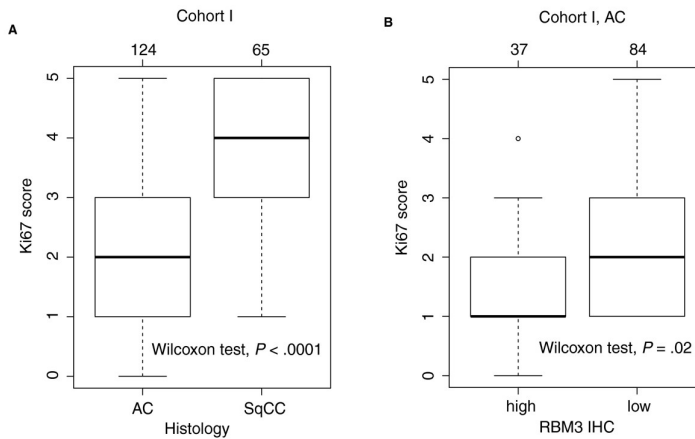 A
Cohort I
124 65
5
4
3
2
1
0
Ki67 score
Wilcoxon test, P < .0001
AC SqCC
Histology
B
Cohort I, AC
37 84
5
4
3
2
1
0
Ki67 score
Wilcoxon test, P = .02
high low
RBM3 IHC